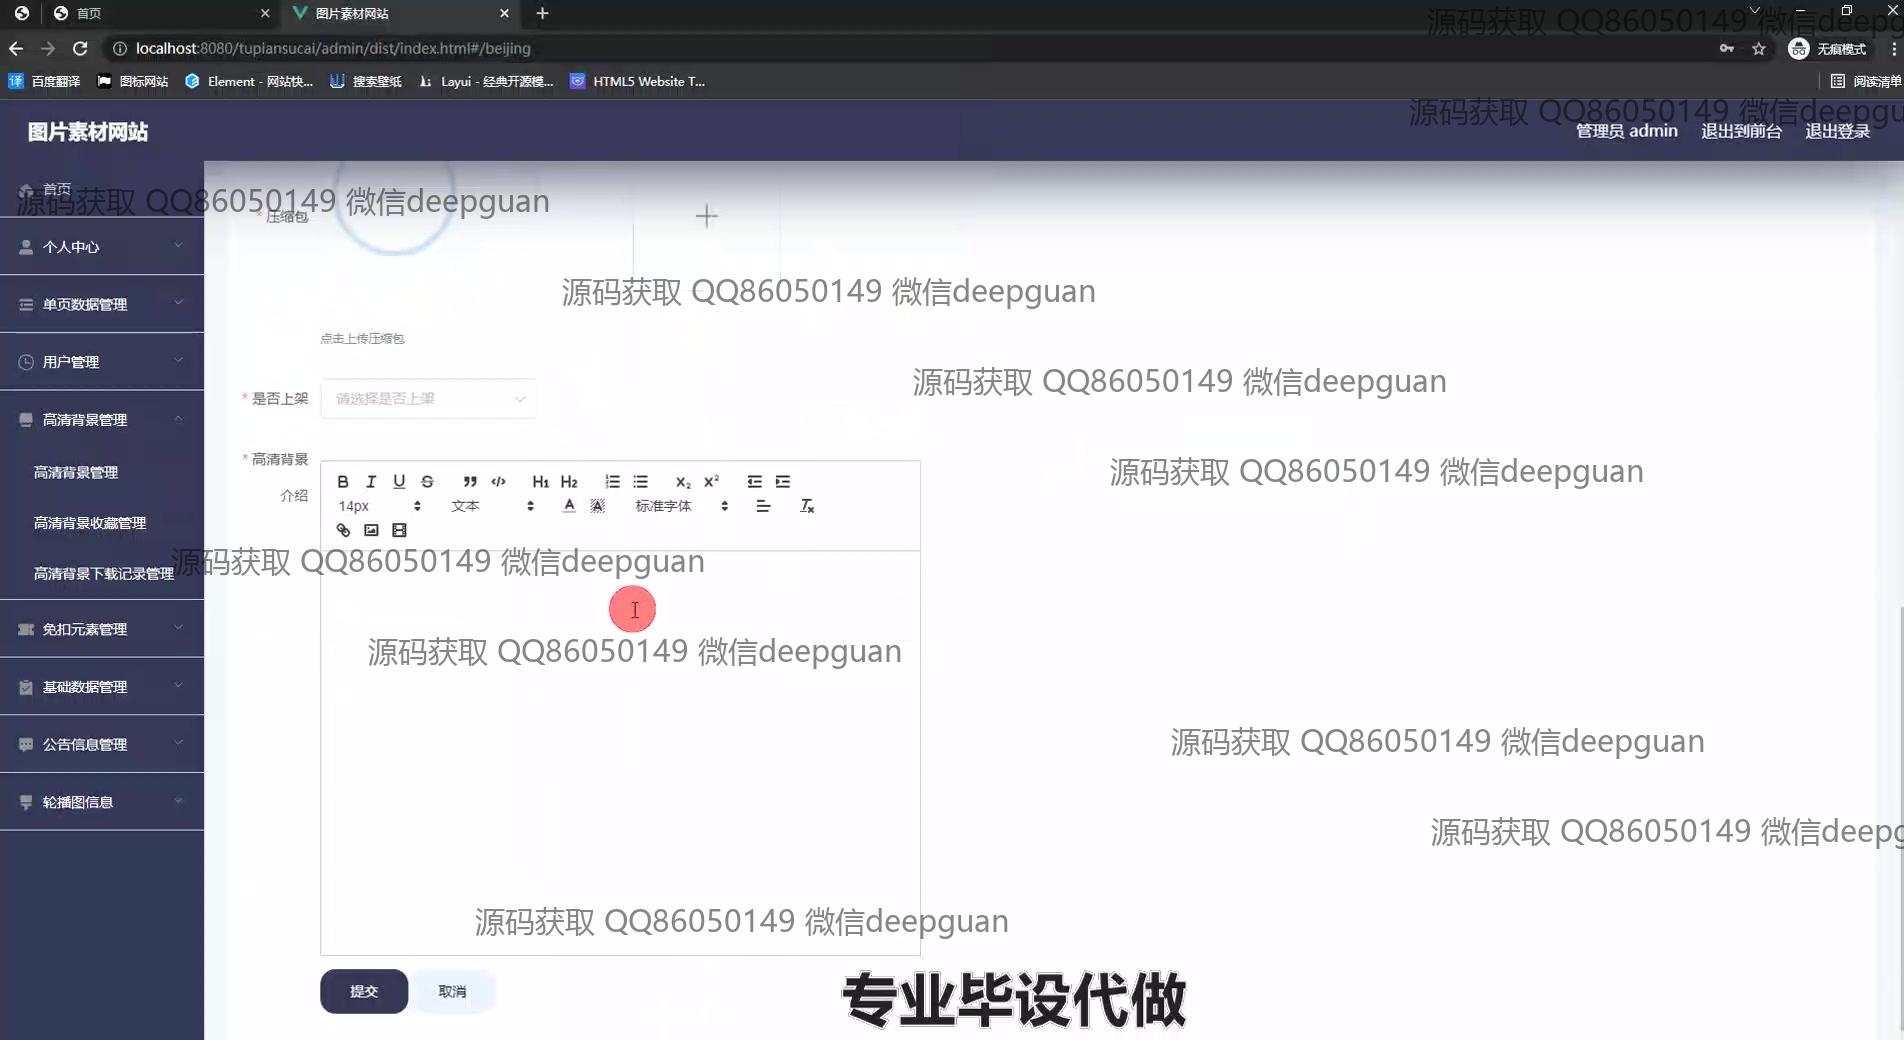 首页
图片素材网站
localhost:8080/tupiansucai/admin/dist/index.html#/beijing
无痕模式
百度翻译
图标网站
Element - 网站快...
搜索壁纸
Layui - 经典开源模...
HTML5 Website T...
阅读清单
源码获取 QQ86050149 微信deepg
源码获取 QQ86050149 微信deepgu
图片素材网站
管理员 admin
退出到前台
退出登录
首页
个人中心
单页数据管理
用户管理
高清背景管理
高清背景管理
高清背景收藏管理
高清背景下载记录管理
免扣元素管理
基础数据管理
公告信息管理
轮播图信息
源码获取 QQ86050149 微信deepguan
* 压缩包
源码获取 QQ86050149 微信deepguan
点击上传压缩包
源码获取 QQ86050149 微信deepguan
* 是否上架
请选择是否上架
* 高清背景
介绍
源码获取 QQ86050149 微信deepguan
B I U S H1 H2 x₂ x²
14px 文本 A A 标准字体 Tx
源码获取 QQ86050149 微信deepguan
源码获取 QQ86050149 微信deepguan
源码获取 QQ86050149 微信deepguan
源码获取 QQ86050149 微信deepg
源码获取 QQ86050149 微信deepguan
提交
取消
专业毕设代做